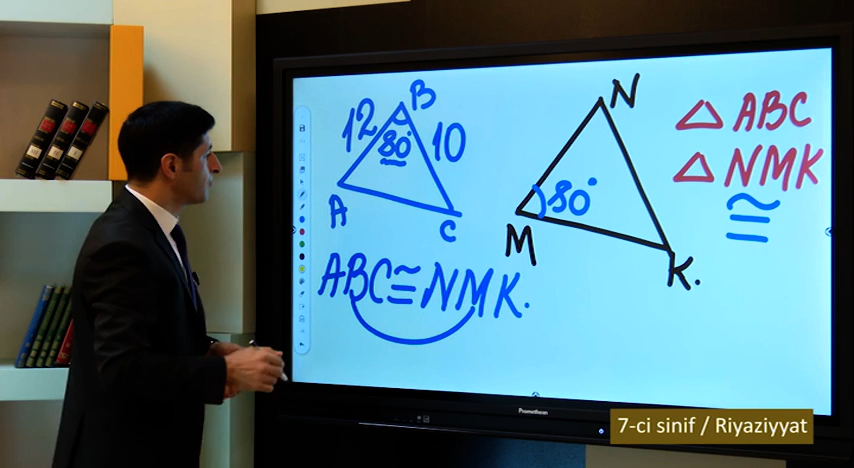 12
B
80°
10
A
C
N
80°
M
K.
△ ABC
△ NMK
≅
ABC ≅ NMK.
Promethean
7-ci sinif / Riyaziyyat